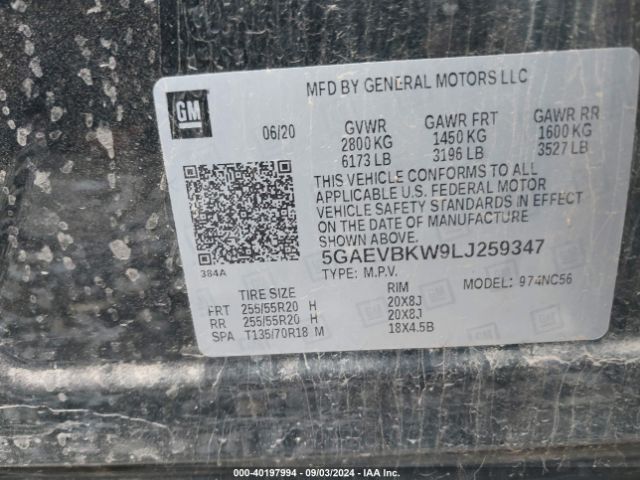 MFD BY GENERAL MOTORS LLC
GM
06/20 GVWR GAWR FRT GAWR RR
2800 KG 1450 KG 1600 KG
6173 LB 3196 LB 3527 LB
THIS VEHICLE CONFORMS TO ALL
APPLICABLE U.S. FEDERAL MOTOR
VEHICLE SAFETY STANDARDS IN EFFECT
ON THE DATE OF MANUFACTURE
SHOWN ABOVE.
384A
5GAEVBKW9LJ259347
TYPE: M.P.V. MODEL: 974NC56
TIRE SIZE RIM
FRT 255/55R20 H 20X8J
RR 255/55R20 H 20X8J
SPA T135/70R18 M 18X4.5B
000-40197994 - 09/03/2024 - IAA Inc.